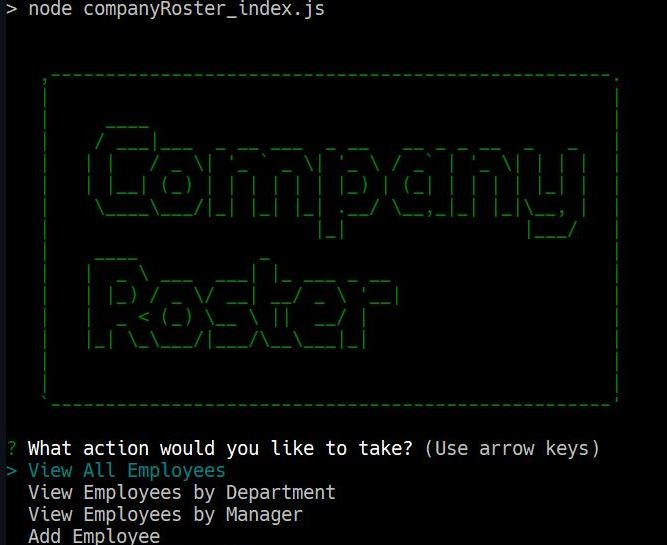 > node companyRoster_index.js
Company
Roster
? What action would you like to take? (Use arrow keys)
> View All Employees
View Employees by Department
View Employees by Manager
Add Employee